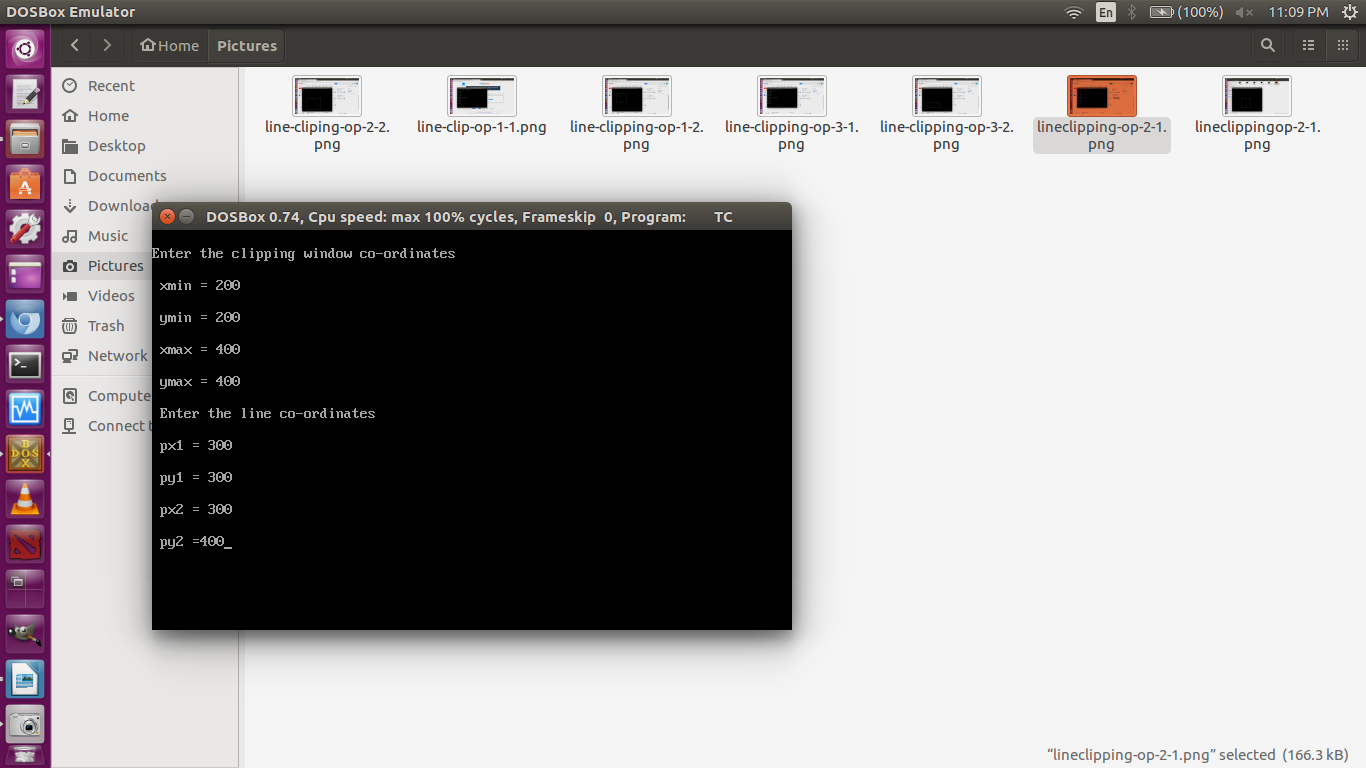 DOSBox Emulator
En
(100%)
11:09 PM
Home
Pictures
Recent
Home
Desktop
Documents
Download
Music
Pictures
Videos
Trash
Network
Compute
Connect t
line-cliping-op-2-2.
png
line-clip-op-1-1.png
line-clipping-op-1-2.
png
line-clipping-op-3-1.
png
line-clipping-op-3-2.
png
lineclipping-op-2-1.
png
lineclippingop-2-1.
png
DOSBox 0.74, Cpu speed: max 100% cycles, Frameskip 0, Program: TC
Enter the clipping window co-ordinates
xmin = 200
ymin = 200
xmax = 400
ymax = 400
Enter the line co-ordinates
px1 = 300
py1 = 300
px2 = 300
py2 =400_
DOS
"lineclipping-op-2-1.png" selected (166.3 kB)